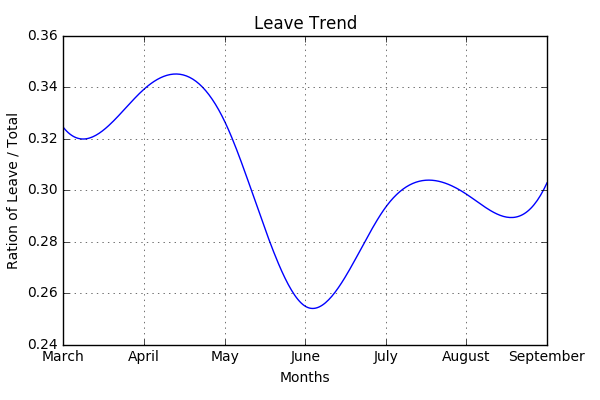 Leave Trend
0.36
0.34
0.32
0.30
0.28
0.26
0.24
Ration of Leave / Total
March April May June July August September
Months